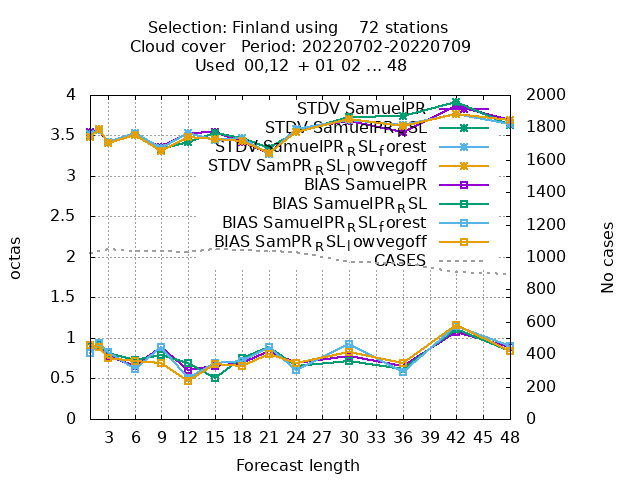 Selection: Finland using 72 stations
Cloud cover Period: 20220702-20220709
Used 00,12 + 01 02 ... 48
4
3.5
3
2.5
2
1.5
1
0.5
0
octas
2000
1800
1600
1400
1200
1000
800
600
400
200
0
No cases
STDV SamuelPR
STDV SamuelPR_RSL
STDV SamuelPR_RSL_forest
STDV SamPR_RSL_lowvegoff
BIAS SamuelPR
BIAS SamuelPR_RSL
BIAS SamuelPR_RSL_forest
BIAS SamPR_RSL_lowvegoff
CASES
3 6 9 12 15 18 21 24 27 30 33 36 39 42 45 48
Forecast length